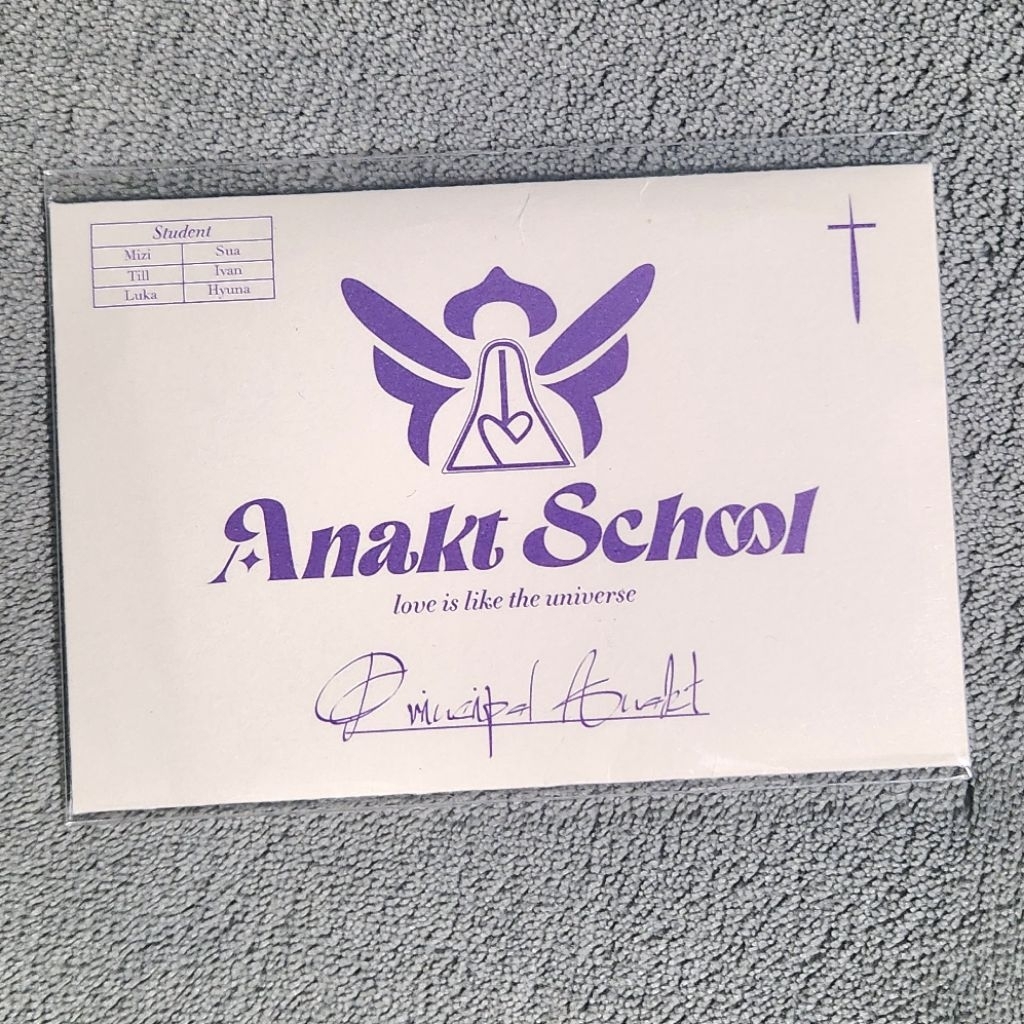 Student
Mizi Sua
Till Ivan
Luka Hyuna
Anakt School
love is like the universe
Principal Anakt